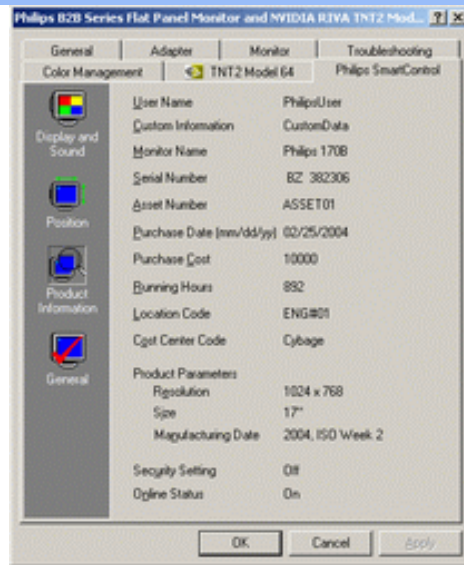 Philips B2B Series Flat Panel Monitor and NVIDIA RIVA TNT2 Mod...
General Adapter Monitor Troubleshooting
Color Management TNT2 Model 64 Philips SmartControl
Display and Sound
Position
Product Information
General
User Name PhilipsUser
Custom Information CustomData
Monitor Name Philips 170B
Serial Number BZ 382306
Asset Number ASSET01
Purchase Date (mm/dd/yy) 02/25/2004
Purchase Cost 10000
Running Hours 892
Location Code ENG#01
Cost Center Code Cybage
Product Parameters
Resolution 1024 x 768
Size 17"
Manufacturing Date 2004, ISO Week 2
Security Setting Off
Online Status On
OK Cancel Apply